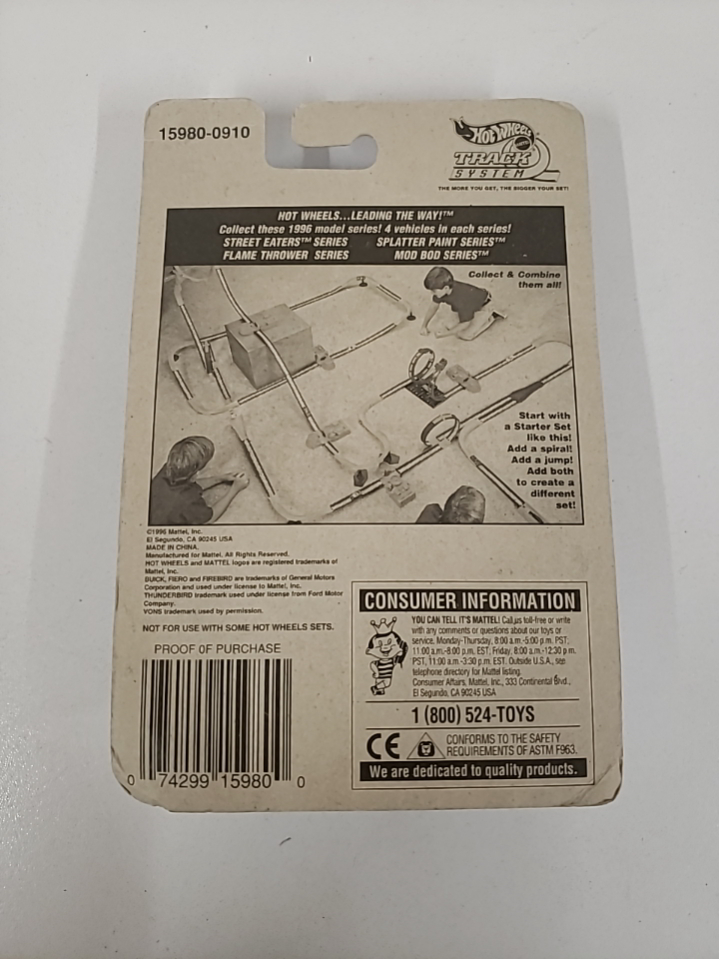 15980-0910
HOT WHEELS
MATTEL
TRACK
SYSTEM
THE MORE YOU GET, THE BIGGER YOUR SET!
HOT WHEELS...LEADING THE WAY!™
Collect these 1996 model series! 4 vehicles in each series!
STREET EATERS™ SERIES SPLATTER PAINT SERIES™
FLAME THROWER SERIES MOD BOD SERIES™
Collect & Combine
them all!
Start with
a Starter Set
like this!
Add a spiral!
Add a jump!
Add both
to create a
different
set!
©1996 Mattel, Inc.
El Segundo, CA 90245 USA
MADE IN CHINA.
Manufactured for Mattel. All Rights Reserved.
HOT WHEELS and MATTEL logos are registered trademarks of
Mattel, Inc.
BUICK, FIERO and FIREBIRD are trademarks of General Motors
Corporation and used under license to Mattel, Inc.
THUNDERBIRD trademark used under license from Ford Motor
Company.
VONS trademark used by permission.
NOT FOR USE WITH SOME HOT WHEELS SETS.
PROOF OF PURCHASE
0 74299 15980 0
CONSUMER INFORMATION
YOU CAN TELL IT'S MATTEL! Call us toll-free or write
with any comments or questions about our toys or
service, Monday-Thursday, 8:00 a.m.-5:00 p.m. PST,
11:00 a.m.-8:00 p.m. EST; Friday, 8:00 a.m.-12:30 p.m.
PST, 11:00 a.m.-3:30 p.m. EST. Outside U.S.A., see
telephone directory for Mattel listing.
Consumer Affairs, Mattel, Inc., 333 Continental Blvd.,
El Segundo, CA 90245 USA
1 (800) 524-TOYS
CE
CONFORMS TO THE SAFETY
REQUIREMENTS OF ASTM F963.
We are dedicated to quality products.